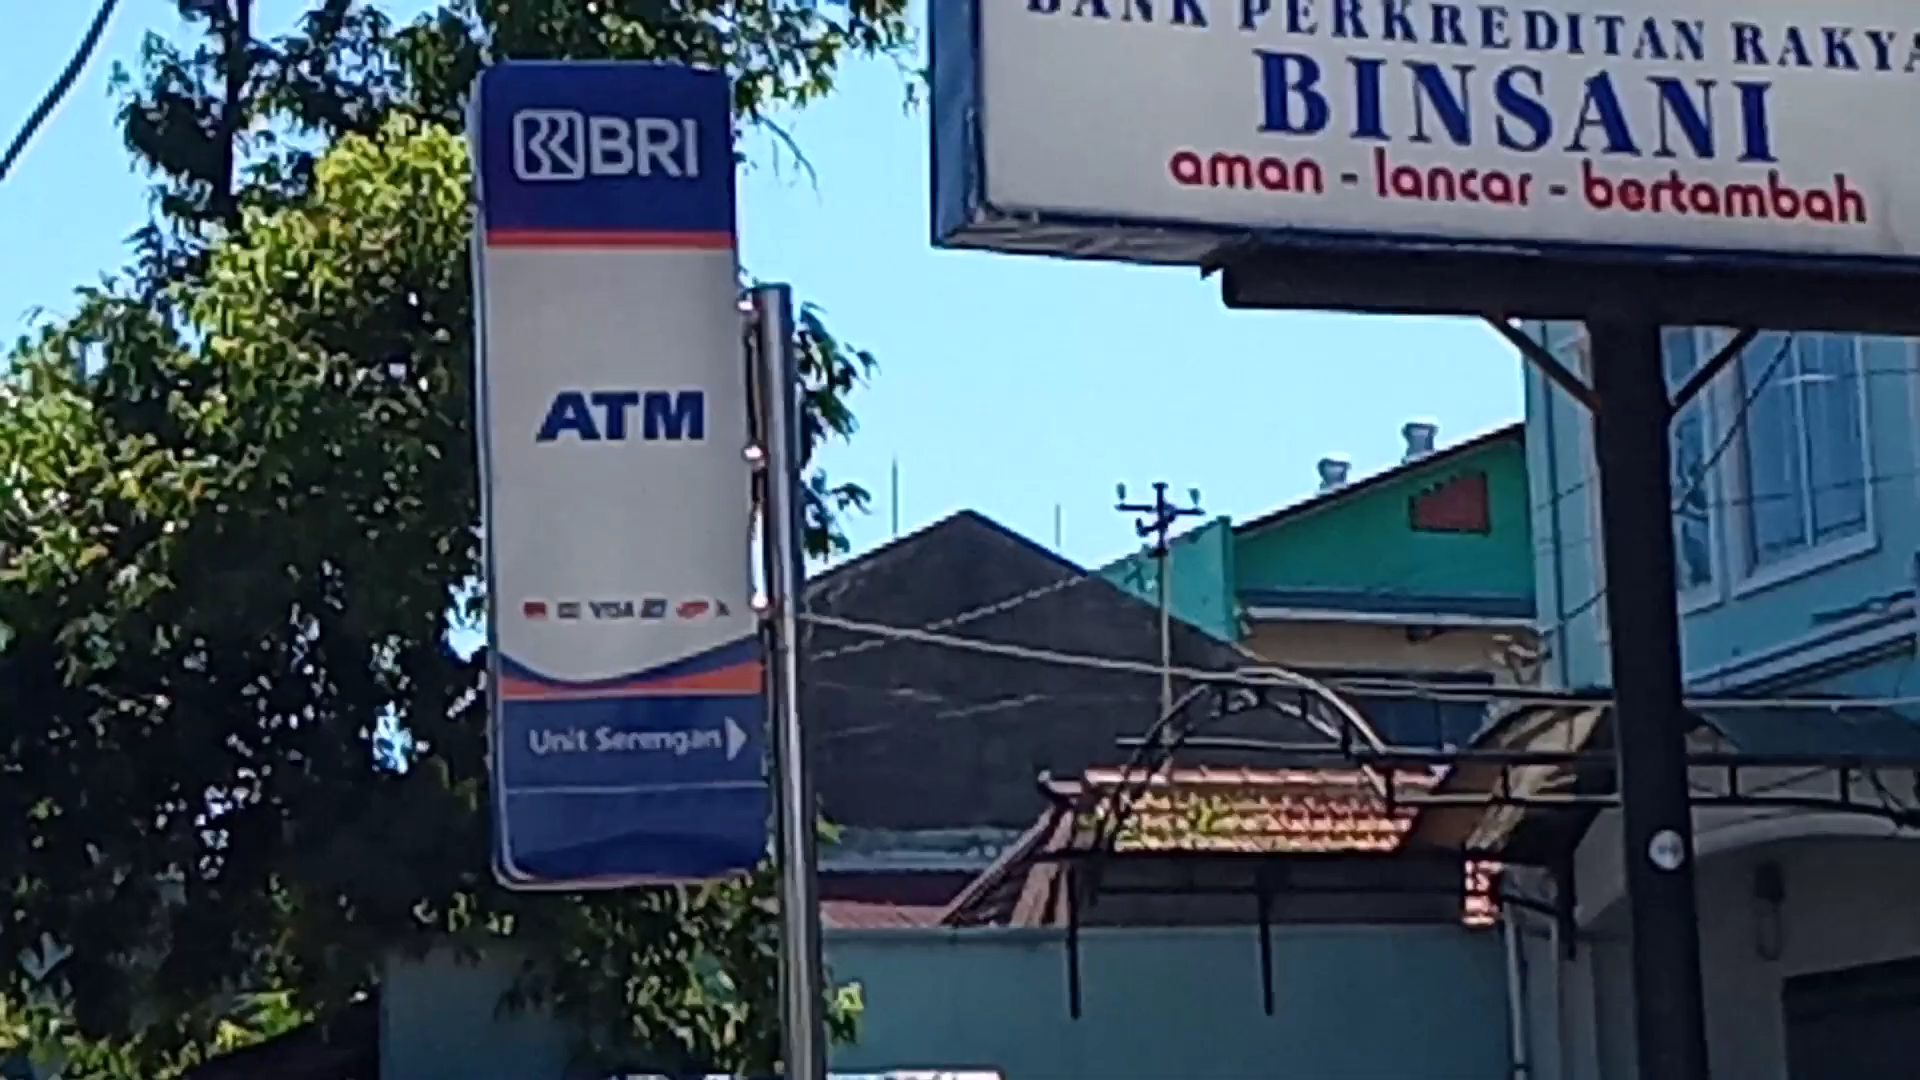 BRI
ATM
VISA
Unit Serengan
BANK PERKREDITAN RAKYA
BINSANI
aman - lancar - bertambah